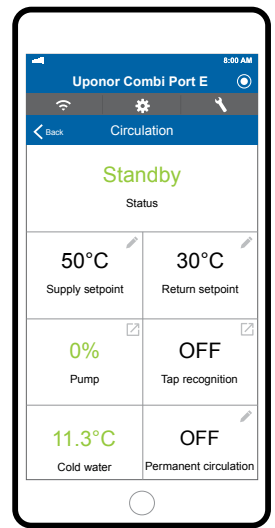 8:00 AM
Uponor Combi Port E
Back
Circulation
Standby
Status
50°C
30°C
Supply setpoint
Return setpoint
0%
OFF
Pump
Tap recognition
11.3°C
OFF
Cold water
Permanent circulation